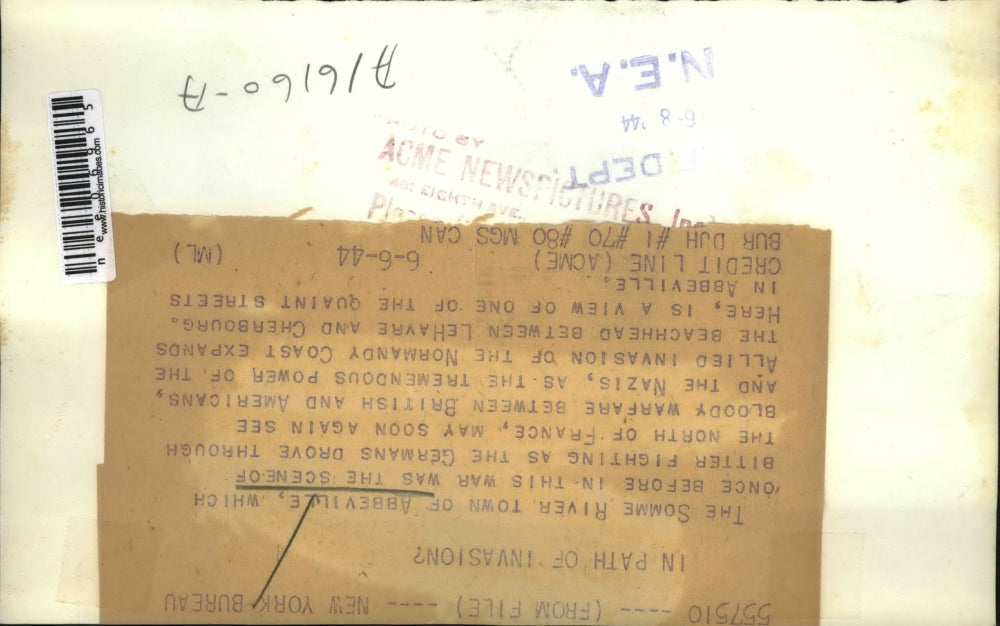 557510 ---- (FROM FILE) ---- NEW YORK BUREAU
IN PATH OF INVASION?
THE SOMME RIVER TOWN OF ABBEVILLE, WHICH
ONCE BEFORE IN THIS WAR WAS THE SCENE OF
BITTER FIGHTING AS THE GERMANS DROVE THROUGH
THE NORTH OF FRANCE, MAY SOON AGAIN SEE
BLOODY WARFARE BETWEEN BRITISH AND AMERICANS,
AND THE NAZIS, AS THE TREMENDOUS POWER OF THE
ALLIED INVASION OF THE NORMANDY COAST EXPANDS
THE BEACHHEAD BETWEEN LEHAVRE AND CHERBOURG.
HERE, IS A VIEW OF ONE OF THE QUAINT STREETS
IN ABBEVILLE.
CREDIT LINE (ACME) 6-6-44 (ML)
BUR DJH #1 #70 #80 MGS CAN
ACME NEWSPICTURES, Inc.
EIGHTH AVE.
DEPT
6-8 '44
N.E.A.
A16160-A
www.historicimages.com